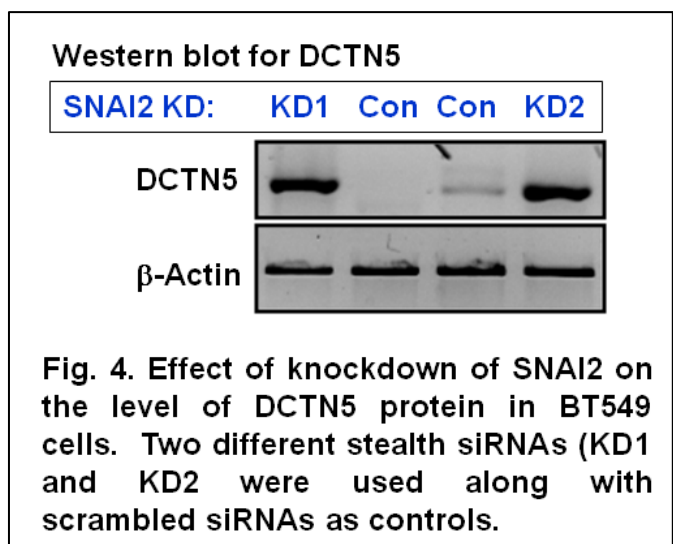 Western blot for DCTN5
SNAI2 KD: KD1 Con Con KD2
DCTN5
β-Actin
Fig. 4. Effect of knockdown of SNAI2 on
the level of DCTN5 protein in BT549
cells. Two different stealth siRNAs (KD1
and KD2 were used along with
scrambled siRNAs as controls.